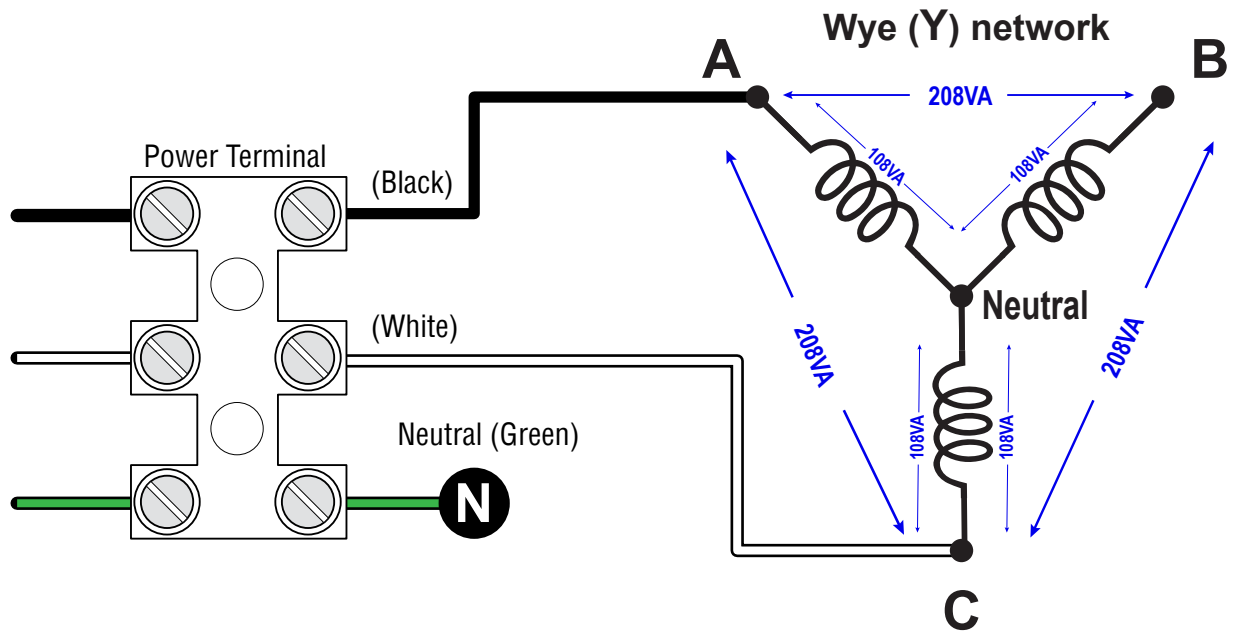 Wye (Y) network
A
B
208VA
Power Terminal
(Black)
108VA
108VA
Neutral
(White)
208VA
208VA
108VA
108VA
Neutral (Green)
N
C